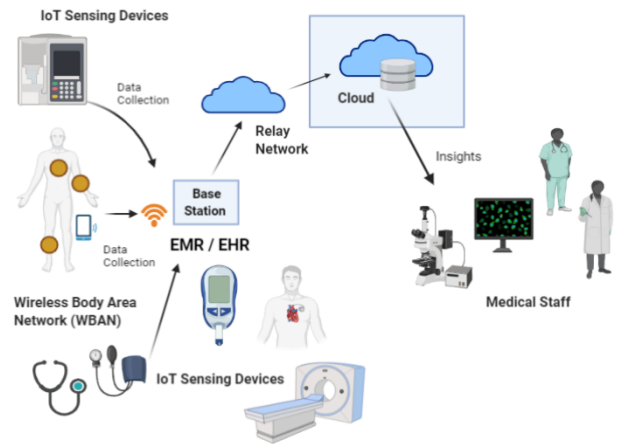 IoT Sensing Devices
Data
Collection
Cloud
Relay
Network
Insights
Base
Station
EMR / EHR
Data
Collection
Wireless Body Area
Network (WBAN)
Medical Staff
IoT Sensing Devices